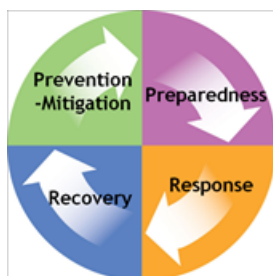 Prevention
-Mitigation
Preparedness
Recovery
Response